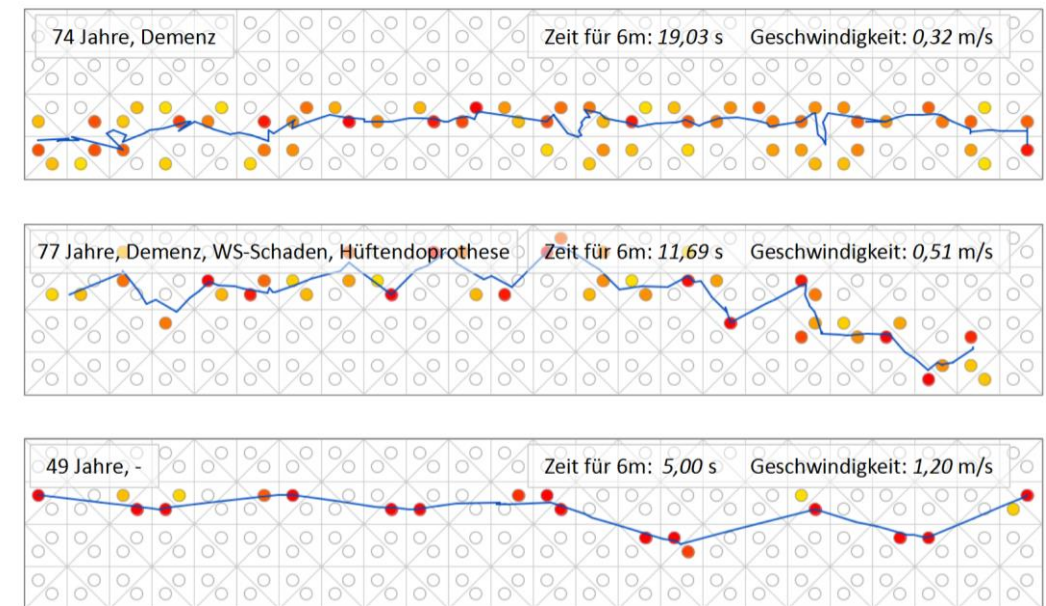 74 Jahre, Demenz Zeit für 6m: 19,03 s Geschwindigkeit: 0,32 m/s
77 Jahre, Demenz, WS-Schaden, Hüftendoprothese Zeit für 6m: 11,69 s Geschwindigkeit: 0,51 m/s
49 Jahre, - Zeit für 6m: 5,00 s Geschwindigkeit: 1,20 m/s